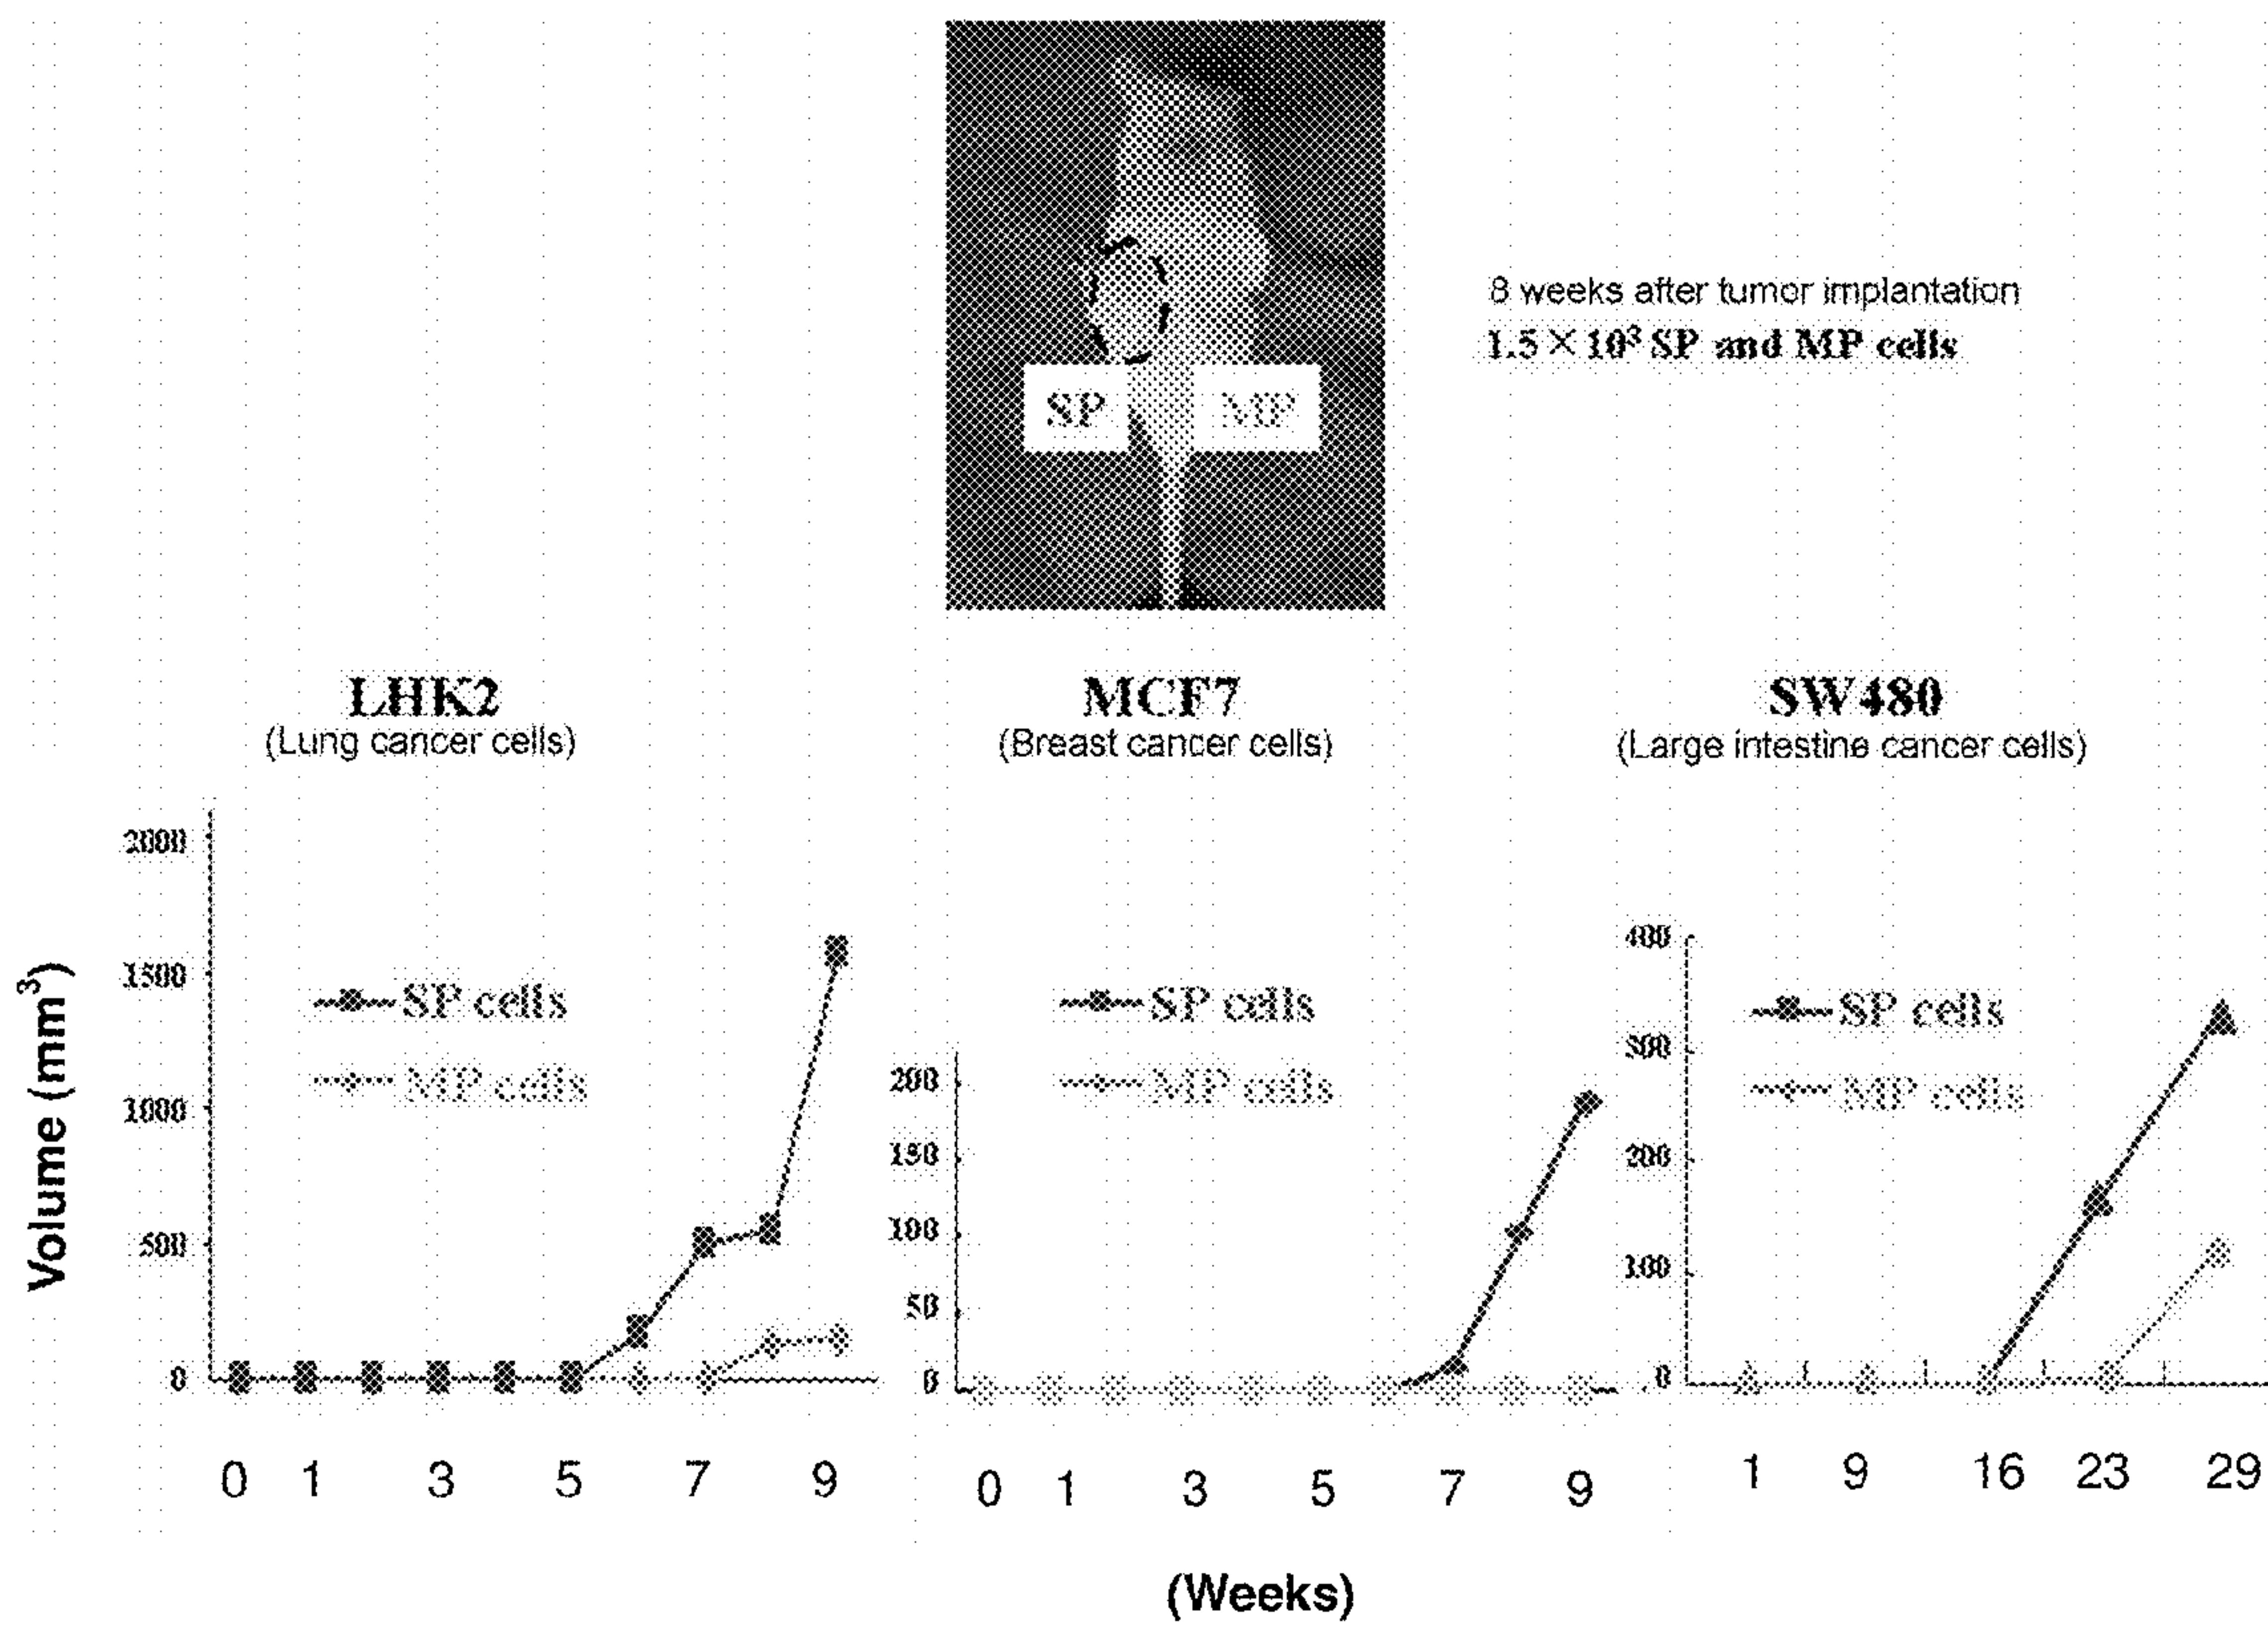 8 weeks after tumor implantation
1.5×10³ SP and MP cells
SP MP
LHK2
(Lung cancer cells)
MCF7
(Breast cancer cells)
SW480
(Large intestine cancer cells)
Volume (mm³)
2000
1500
1000
500
0
SP cells
MP cells
0 1 3 5 7 9
200
150
100
50
0
SP cells
MP cells
0 1 3 5 7 9
400
300
200
100
0
SP cells
MP cells
1 9 16 23 29
(Weeks)